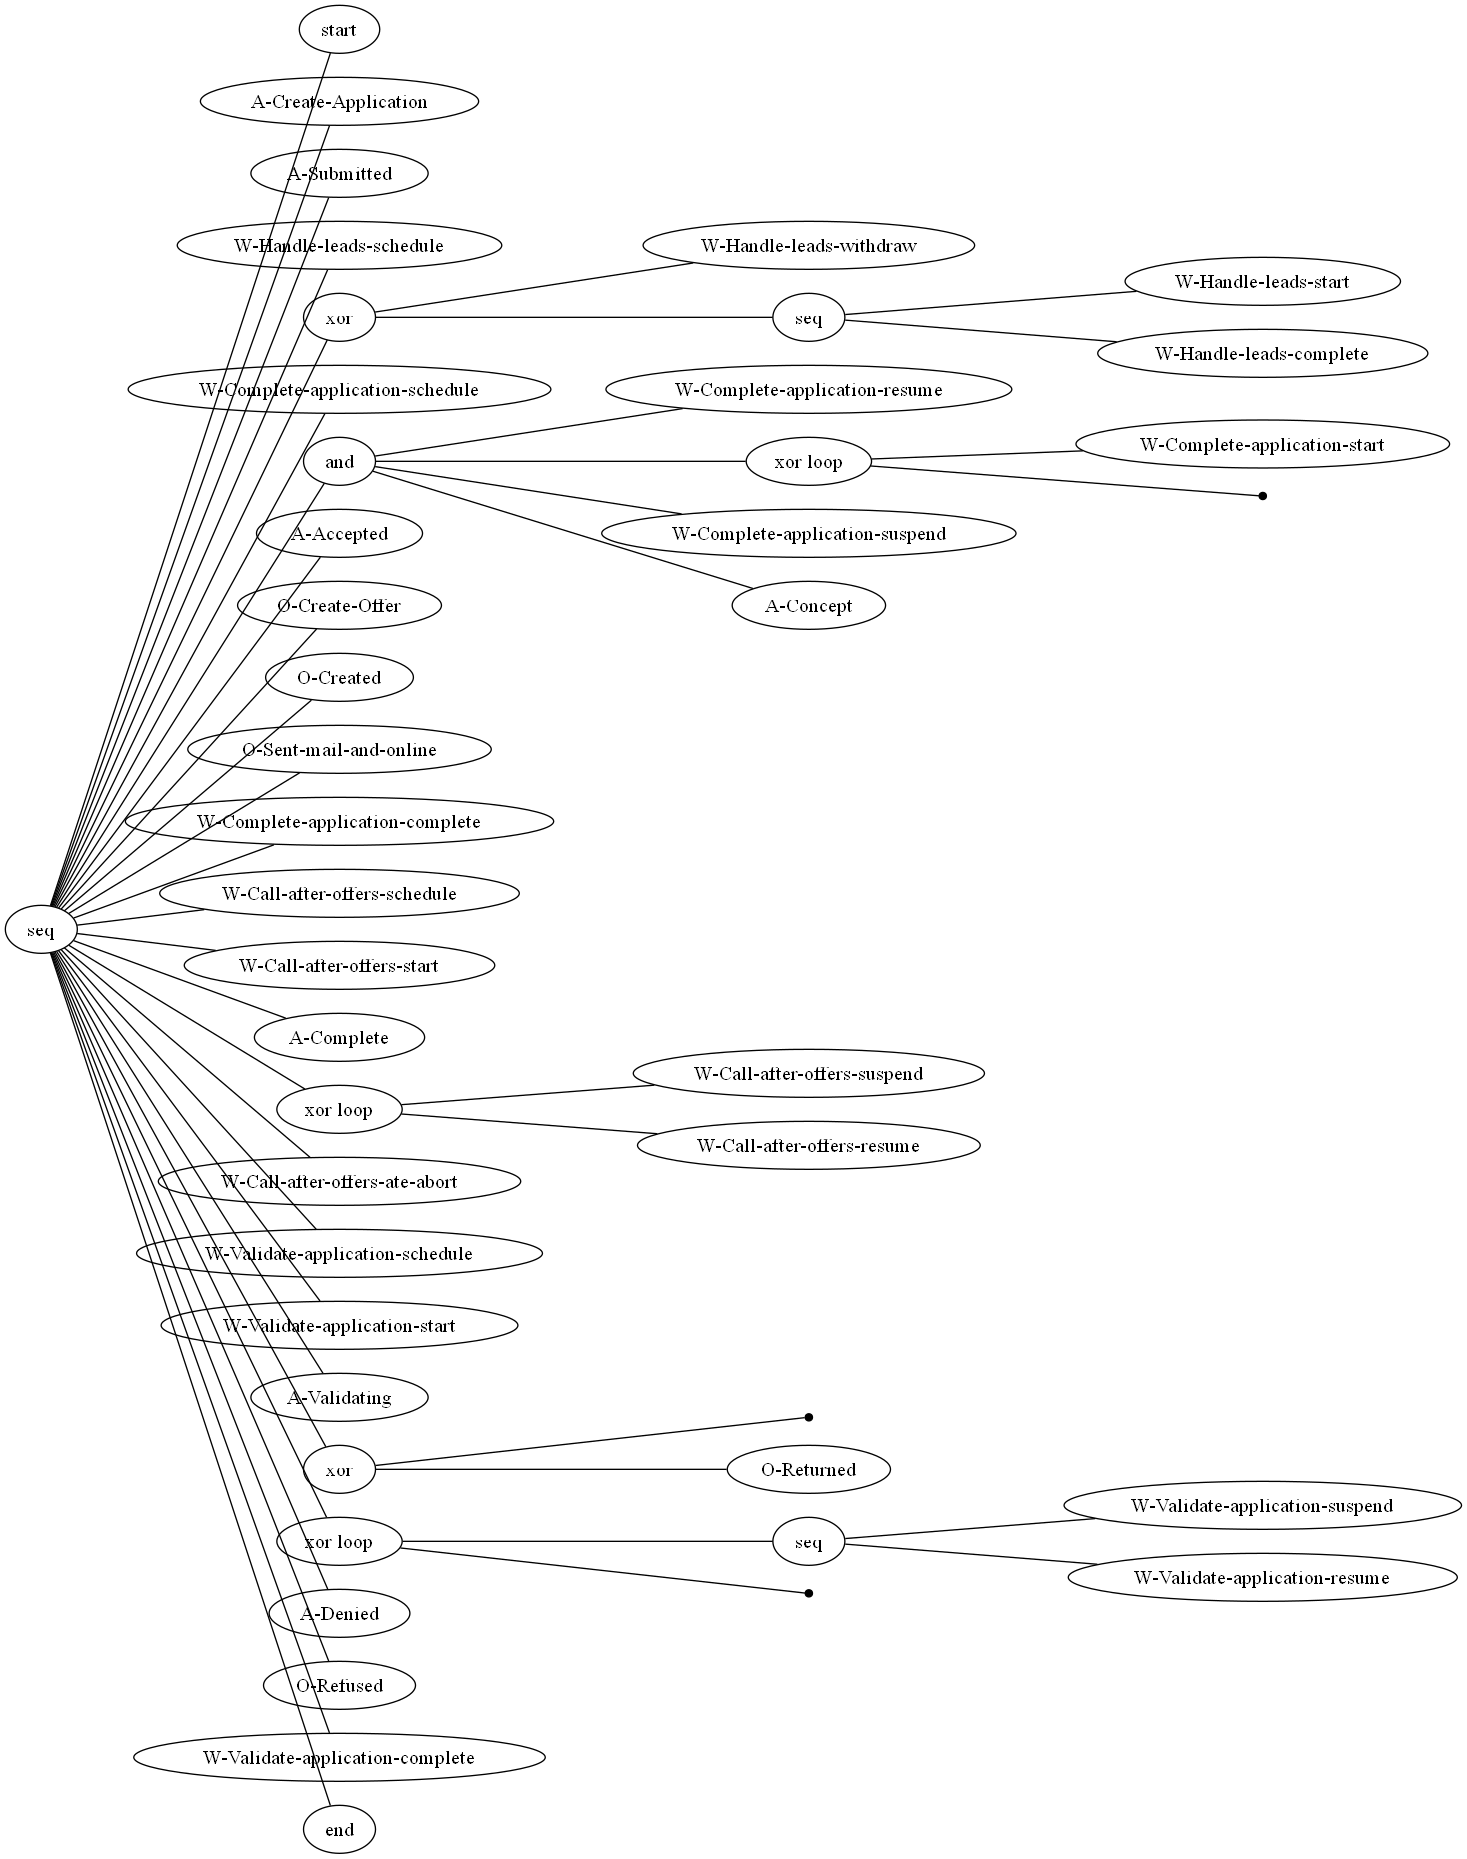 start
A-Create-Application
A-Submitted
W-Handle-leads-schedule
W-Handle-leads-withdraw
W-Handle-leads-start
xor
seq
W-Handle-leads-complete
W-Complete-application-schedule
W-Complete-application-resume
W-Complete-application-start
and
xor loop
A-Accepted
W-Complete-application-suspend
O-Create-Offer
A-Concept
O-Created
O-Sent-mail-and-online
W-Complete-application-complete
W-Call-after-offers-schedule
seq
W-Call-after-offers-start
A-Complete
W-Call-after-offers-suspend
xor loop
W-Call-after-offers-resume
W-Call-after-offers-ate-abort
W-Validate-application-schedule
W-Validate-application-start
A-Validating
xor
O-Returned
W-Validate-application-suspend
xor loop
seq
W-Validate-application-resume
A-Denied
O-Refused
W-Validate-application-complete
end